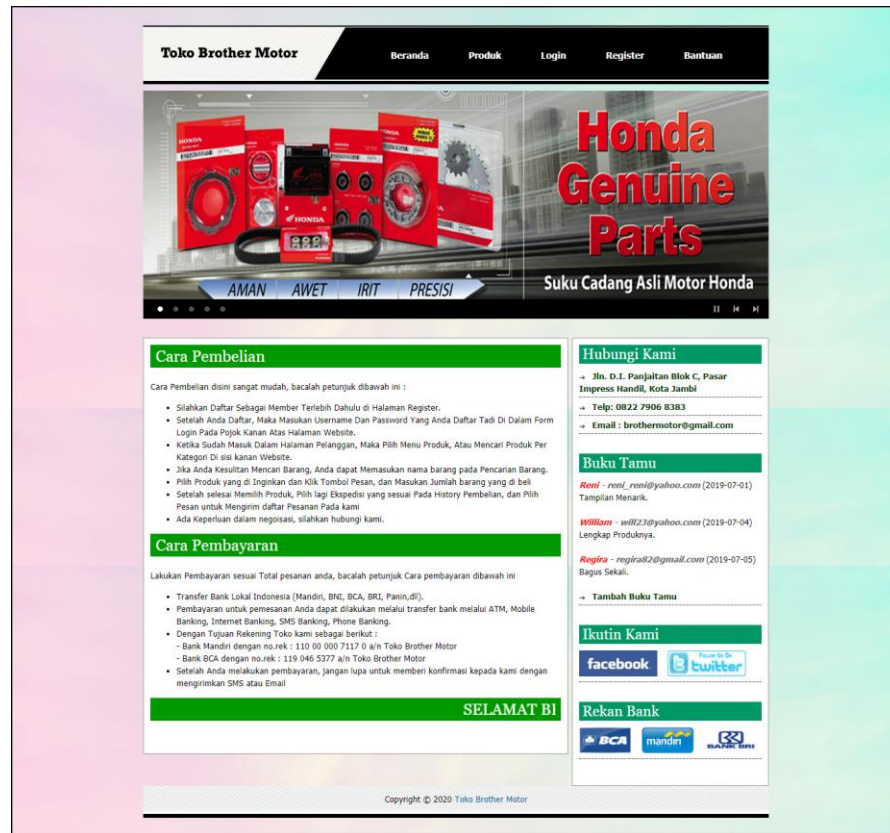 Toko Brother Motor
Beranda Produk Login Register Bantuan
Honda
Genuine
Parts
HONDA
AMAN AWET IRIT PRESISI
Suku Cadang Asli Motor Honda
Cara Pembelian
Cara Pembelian disini sangat mudah, bacalah petunjuk dibawah ini :
Silahkan Daftar Sebagai Member Terlebih Dahulu di Halaman Register.
Setelah Anda Daftar, Maka Masukan Username Dan Password Yang Anda Daftar Tadi Di Dalam Form
Login Pada Pojok Kanan Atas Halaman Website.
Ketika Sudah Masuk Dalam Halaman Pelanggan, Maka Pilih Menu Produk, Atau Mencari Produk Per
Kategori Di sisi kanan Website.
Jika Anda Kesulitan Mencari Barang, Anda dapat Memasukan nama barang pada Pencarian Barang.
Pilih Produk yang di Inginkan dan Klik Tombol Pesan, dan Masukan Jumlah barang yang di beli
Setelah selesai Memilih Produk, Pilih lagi Ekspedisi yang sesuai Pada History Pembelian, dan Pilih
Pesan untuk Mengirim daftar Pesanan Pada kami
Ada Keperluan dalam negoisasi, silahkan hubungi kami.
Cara Pembayaran
Lakukan Pembayaran sesuai Total pesanan anda, bacalah petunjuk Cara pembayaran dibawah ini
Transfer Bank Lokal Indonesia (Mandiri, BNI, BCA, BRI, Panin,dll).
Pembayaran untuk pemesanan Anda dapat dilakukan melalui transfer bank melalui ATM, Mobile
Banking, Internet Banking, SMS Banking, Phone Banking.
Dengan Tujuan Rekening Toko kami sebagai berikut :
- Bank Mandiri dengan no.rek : 110 00 000 7117 0 a/n Toko Brother Motor
- Bank BCA dengan no.rek : 119 046 5377 a/n Toko Brother Motor
Setelah Anda melakukan pembayaran, jangan lupa untuk memberi konfirmasi kepada kami dengan
mengirimkan SMS atau Email
SELAMAT BI
Hubungi Kami
→ Jln. D.I. Panjaitan Blok C, Pasar
Impress Handil, Kota Jambi
→ Telp: 0822 7906 8383
→ Email : brothermotor@gmail.com
Buku Tamu
Reni - reni_reni@yahoo.com (2019-07-01)
Tampilan Menarik.
William - will23@yahoo.com (2019-07-04)
Lengkap Produknya.
Regira - regira82@gmail.com (2019-07-05)
Bagus Sekali.
→ Tambah Buku Tamu
Ikutin Kami
facebook
Follow Us On
twitter
Rekan Bank
BCA
mandiri
BANK BRI
Copyright © 2020 Toko Brother Motor